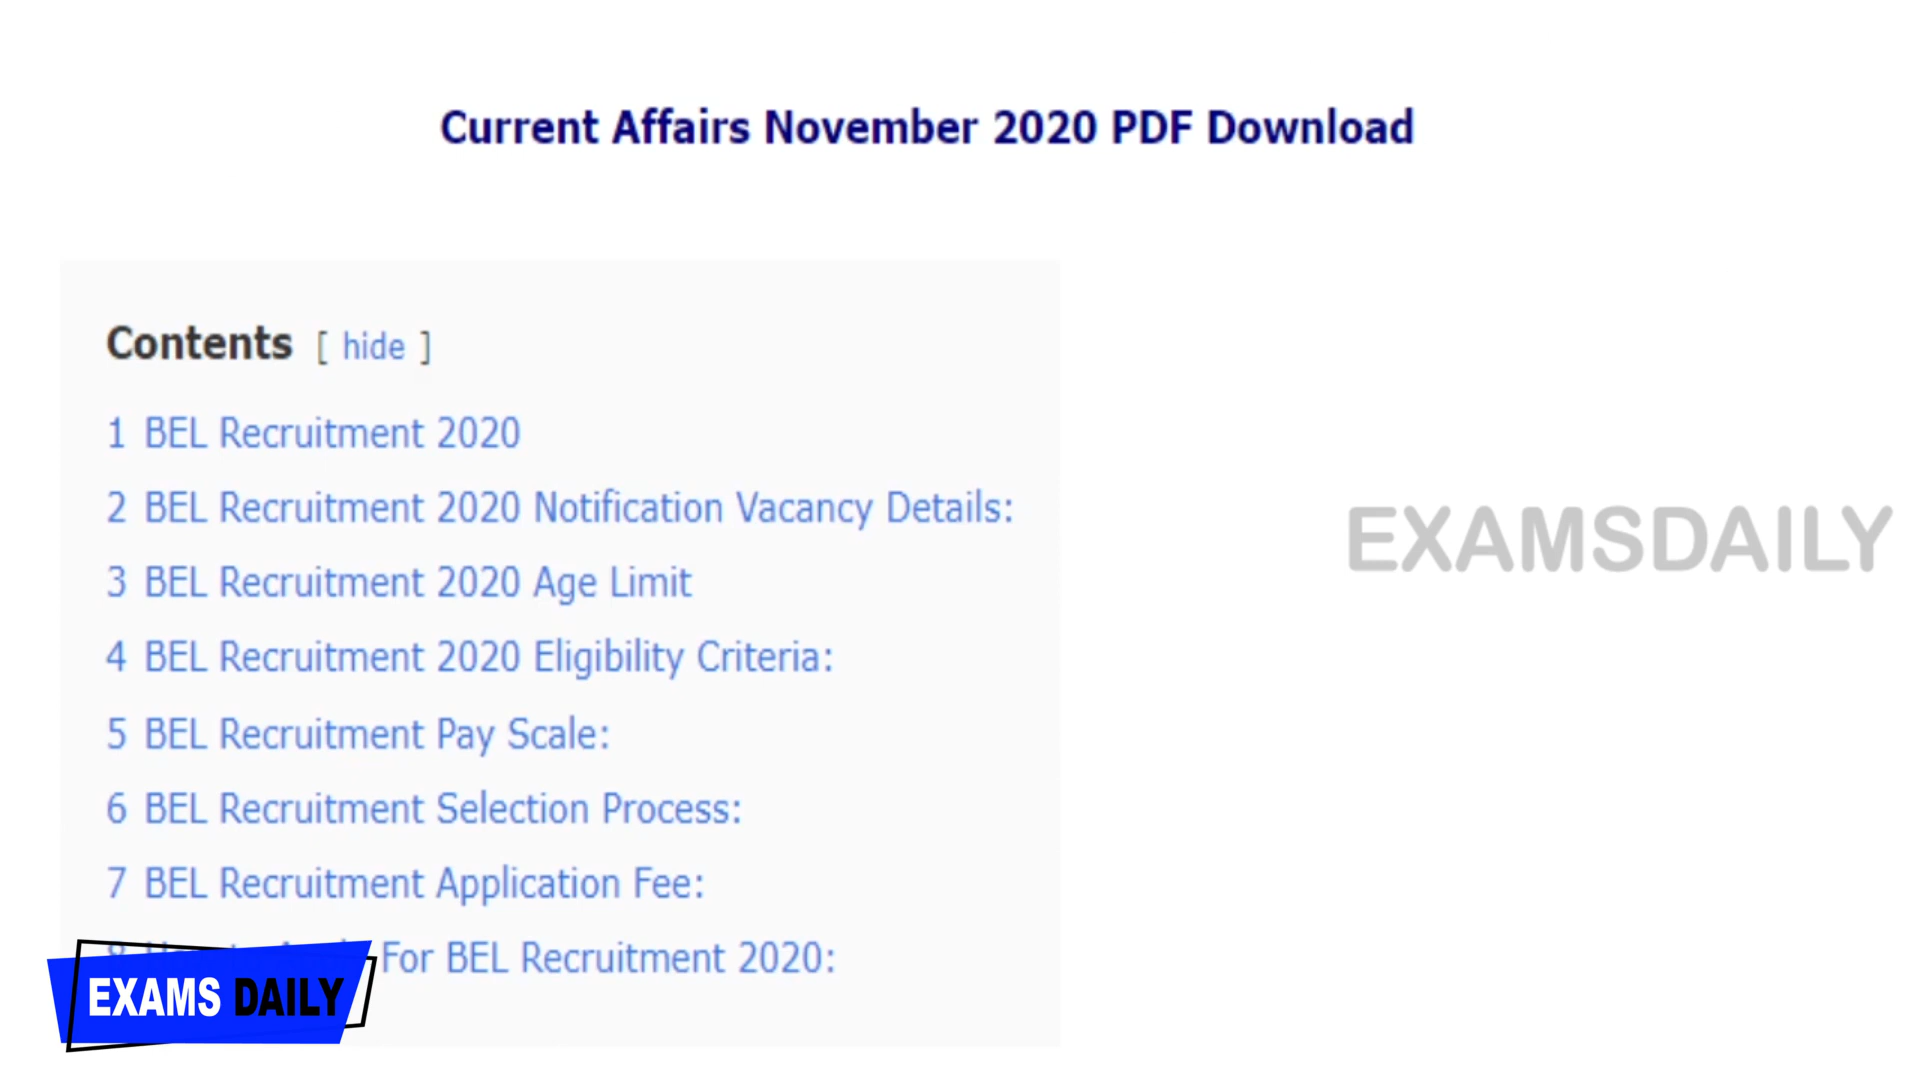 Current Affairs November 2020 PDF Download
Contents [ hide ]
1 BEL Recruitment 2020
2 BEL Recruitment 2020 Notification Vacancy Details:
3 BEL Recruitment 2020 Age Limit
4 BEL Recruitment 2020 Eligibility Criteria:
EXAMSDAILY
5 BEL Recruitment Pay Scale:
6 BEL Recruitment Selection Process:
7 BEL Recruitment Application Fee:
For BEL Recruitment 2020:
EXAMS DAILY